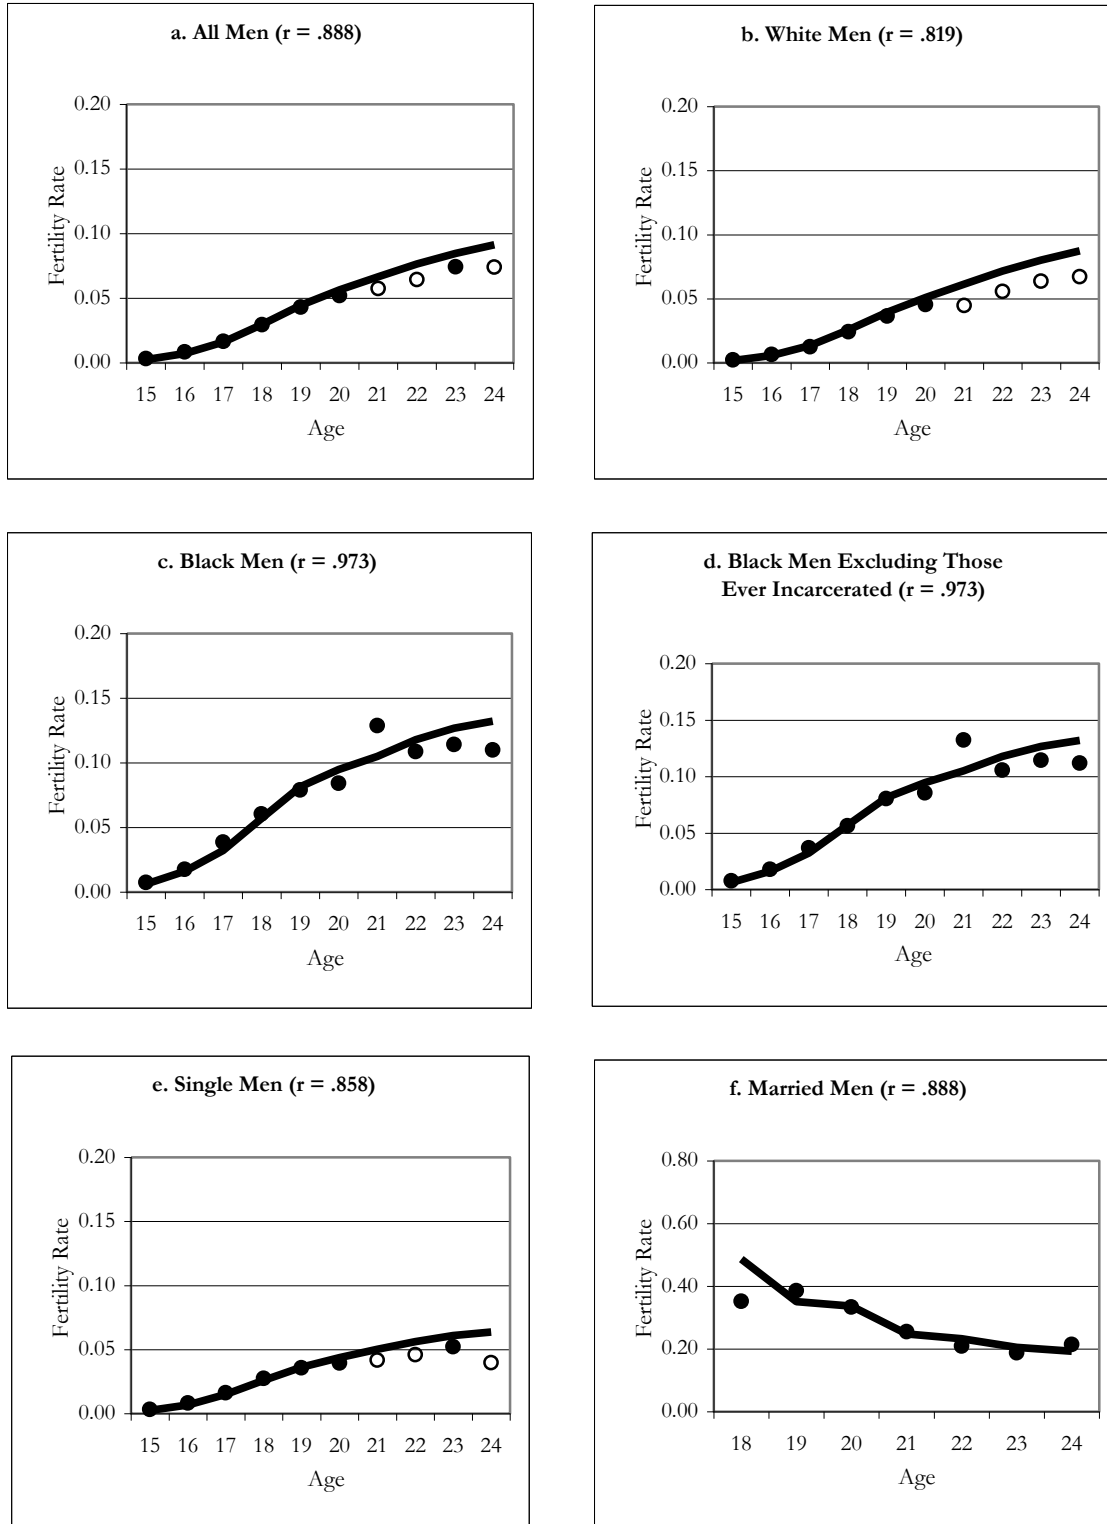 a. All Men (r = .888)
0.20
0.15
0.10
0.05
0.00
Fertility Rate
15 16 17 18 19 20 21 22 23 24
Age
b. White Men (r = .819)
0.20
0.15
0.10
0.05
0.00
Fertility Rate
15 16 17 18 19 20 21 22 23 24
Age
c. Black Men (r = .973)
0.20
0.15
0.10
0.05
0.00
Fertility Rate
15 16 17 18 19 20 21 22 23 24
Age
d. Black Men Excluding Those
Ever Incarcerated (r = .973)
0.20
0.15
0.10
0.05
0.00
Fertility Rate
15 16 17 18 19 20 21 22 23 24
Age
e. Single Men (r = .858)
0.20
0.15
0.10
0.05
0.00
Fertility Rate
15 16 17 18 19 20 21 22 23 24
Age
f. Married Men (r = .888)
0.80
0.60
0.40
0.20
0.00
Fertility Rate
18 19 20 21 22 23 24
Age